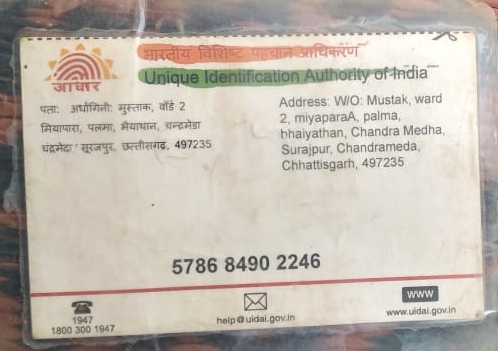 भारतीय विशिष्ट पहचान आधिकरण
Unique Identification Authority of India
आधार
पता: अर्धांगिनी: मुस्ताक, वॉर्ड 2
मियापारा, पलमा, भैयाथान, चन्द्रमेडा
चंद्रमेदा सूरजपुर, छत्तीसगढ़, 497235
Address: W/O: Mustak, ward
2, miyaparaA, palma,
bhaiyathan, Chandra Medha,
Surajpur, Chandrameda,
Chhattisgarh, 497235
5786 8490 2246
1947
1800 300 1947
help@uidai.gov.in
WWW
www.uidai.gov.in